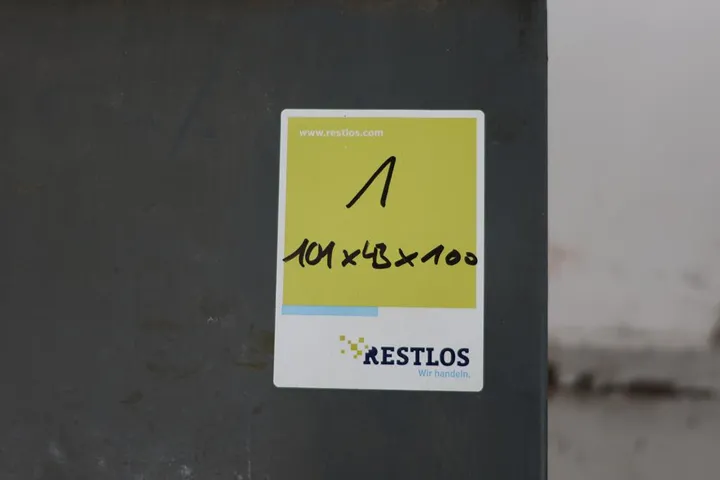 www.restlos.com
1
101x43x100
RESTLOS
Wir handeln.